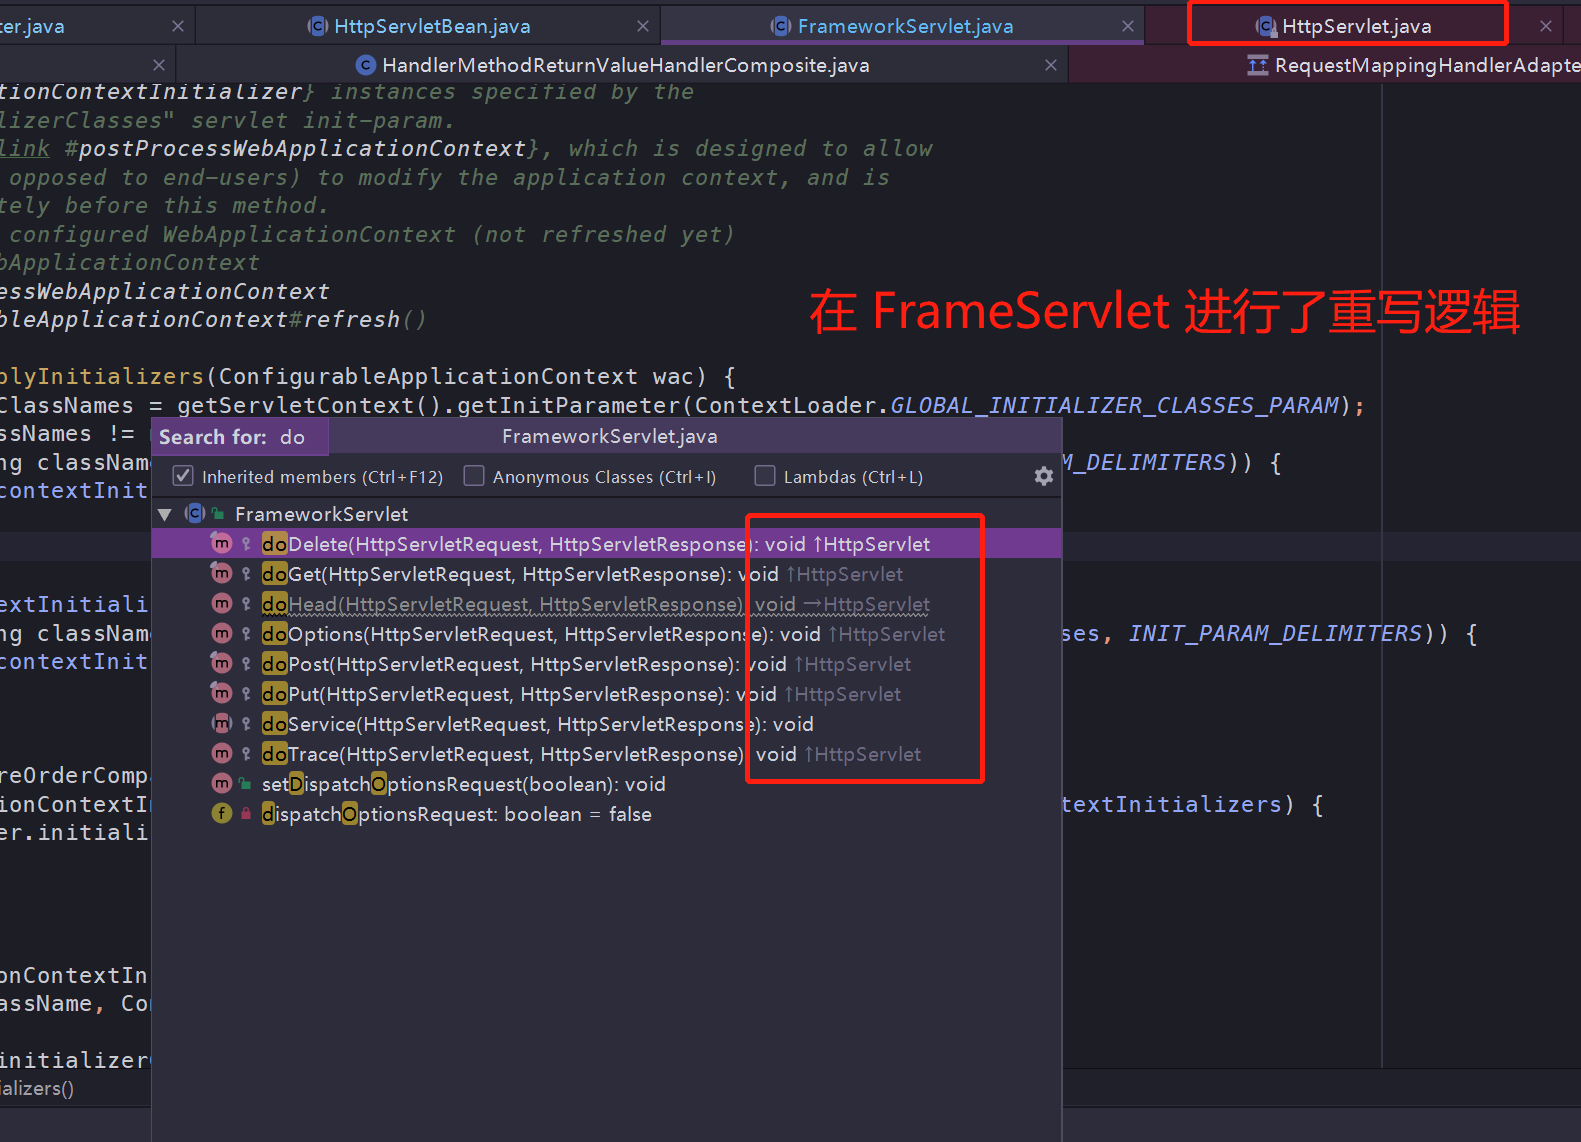 ter.java
HttpServletBean.java
FrameworkServlet.java
HttpServlet.java
HandlerMethodReturnValueHandlerComposite.java
RequestMappingHandlerAdapte
tionContextInitializer} instances specified by the
lizerClasses" servlet init-param.
link #postProcessWebApplicationContext}, which is designed to allow
opposed to end-users) to modify the application context, and is
tely before this method.
configured WebApplicationContext (not refreshed yet)
bApplicationContext
essWebApplicationContext
bleApplicationContext#refresh()
在 FrameServlet 进行了重写逻辑
plyInitializers(ConfigurableApplicationContext wac) {
ClassNames = getServletContext().getInitParameter(ContextLoader.GLOBAL_INITIALIZER_CLASSES_PARAM);
ssNames !=
Search for: do
FrameworkServlet.java
ng classNam
M_DELIMITERS)) {
Inherited members (Ctrl+F12)
Anonymous Classes (Ctrl+I)
Lambdas (Ctrl+L)
contextInit
FrameworkServlet
doDelete(HttpServletRequest, HttpServletResponse): void ↑HttpServlet
doGet(HttpServletRequest, HttpServletResponse): void ↑HttpServlet
doHead(HttpServletRequest, HttpServletResponse): void →HttpServlet
extInitiali
doOptions(HttpServletRequest, HttpServletResponse): void ↑HttpServlet
ng classNam
ses, INIT_PARAM_DELIMITERS)) {
doPost(HttpServletRequest, HttpServletResponse): void ↑HttpServlet
contextInit
doPut(HttpServletRequest, HttpServletResponse): void ↑HttpServlet
doService(HttpServletRequest, HttpServletResponse): void
doTrace(HttpServletRequest, HttpServletResponse): void ↑HttpServlet
reOrderCompa
setDispatchOptionsRequest(boolean): void
ionContextIn
textInitializers) {
dispatchOptionsRequest: boolean = false
er.initiali
onContextIn
assName, Con
initializer
ializers()